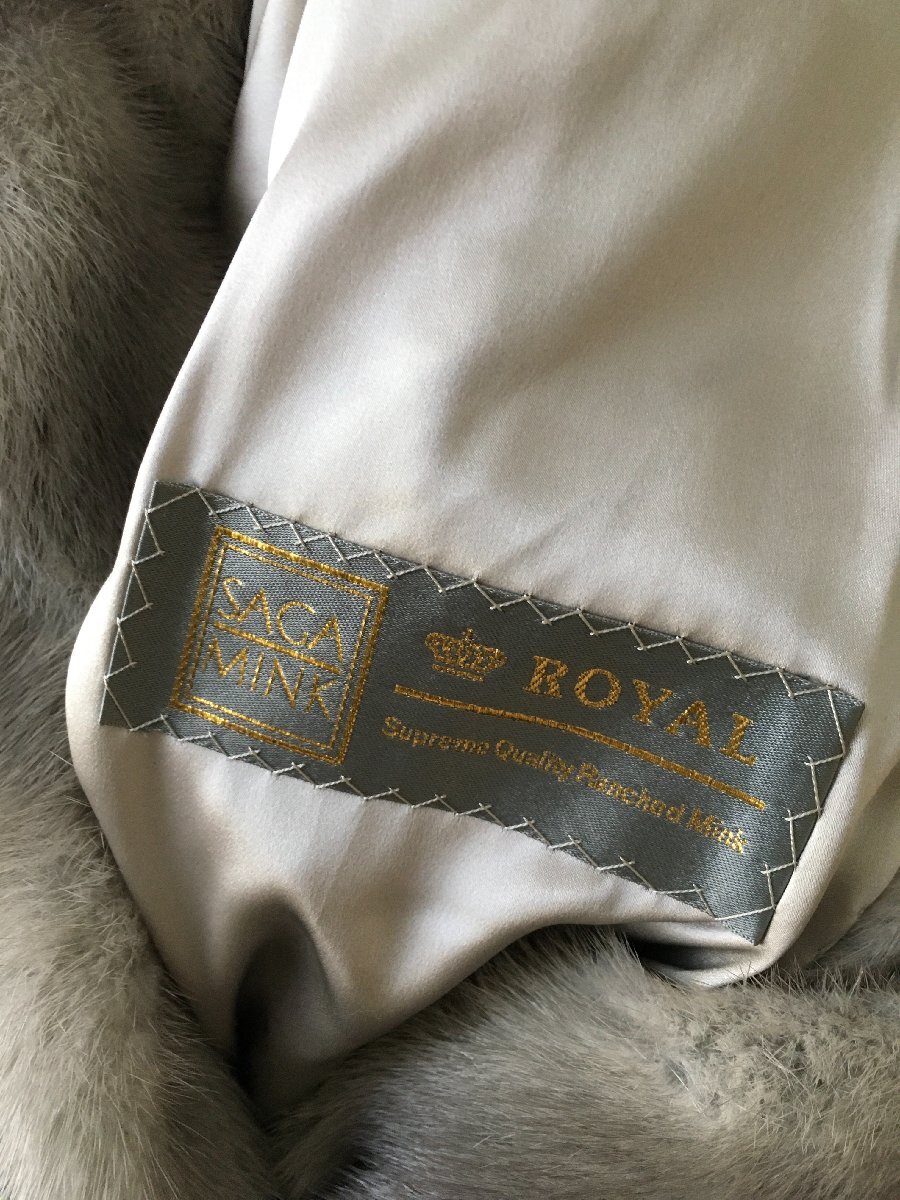 SAGA
MINK
ROYAL
Supreme Quality Ranched Mink